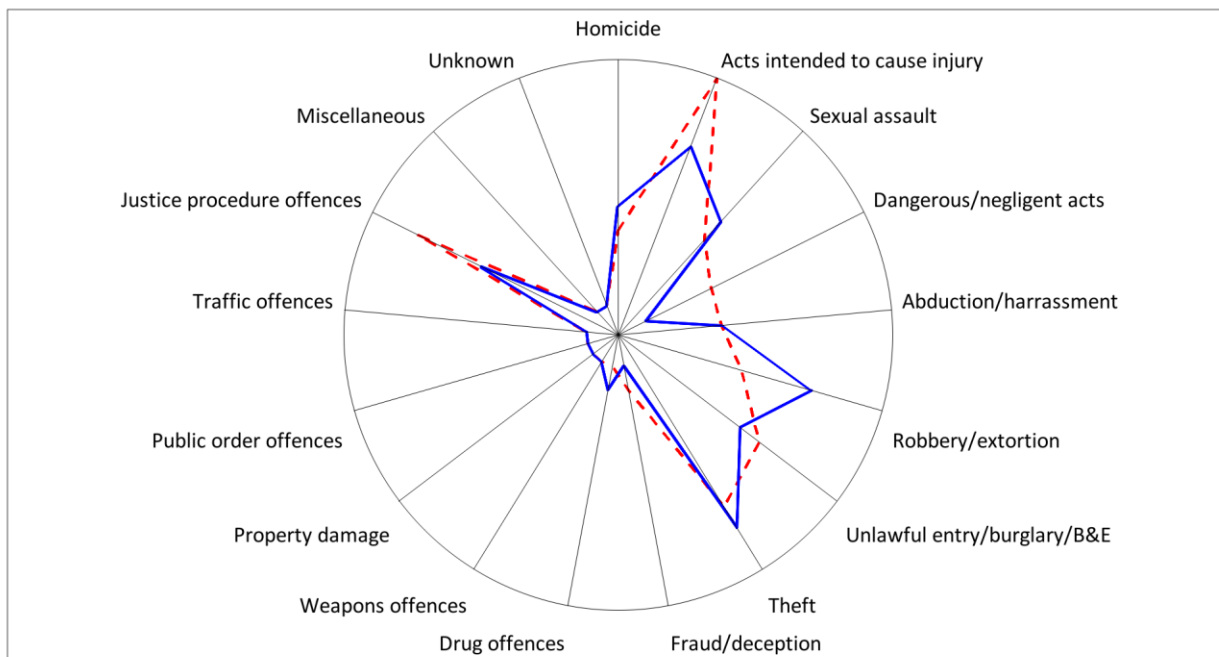 Homicide
Acts intended to cause injury
Sexual assault
Dangerous/negligent acts
Abduction/harrassment
Robbery/extortion
Unlawful entry/burglary/B&E
Theft
Fraud/deception
Drug offences
Weapons offences
Property damage
Public order offences
Traffic offences
Justice procedure offences
Miscellaneous
Unknown